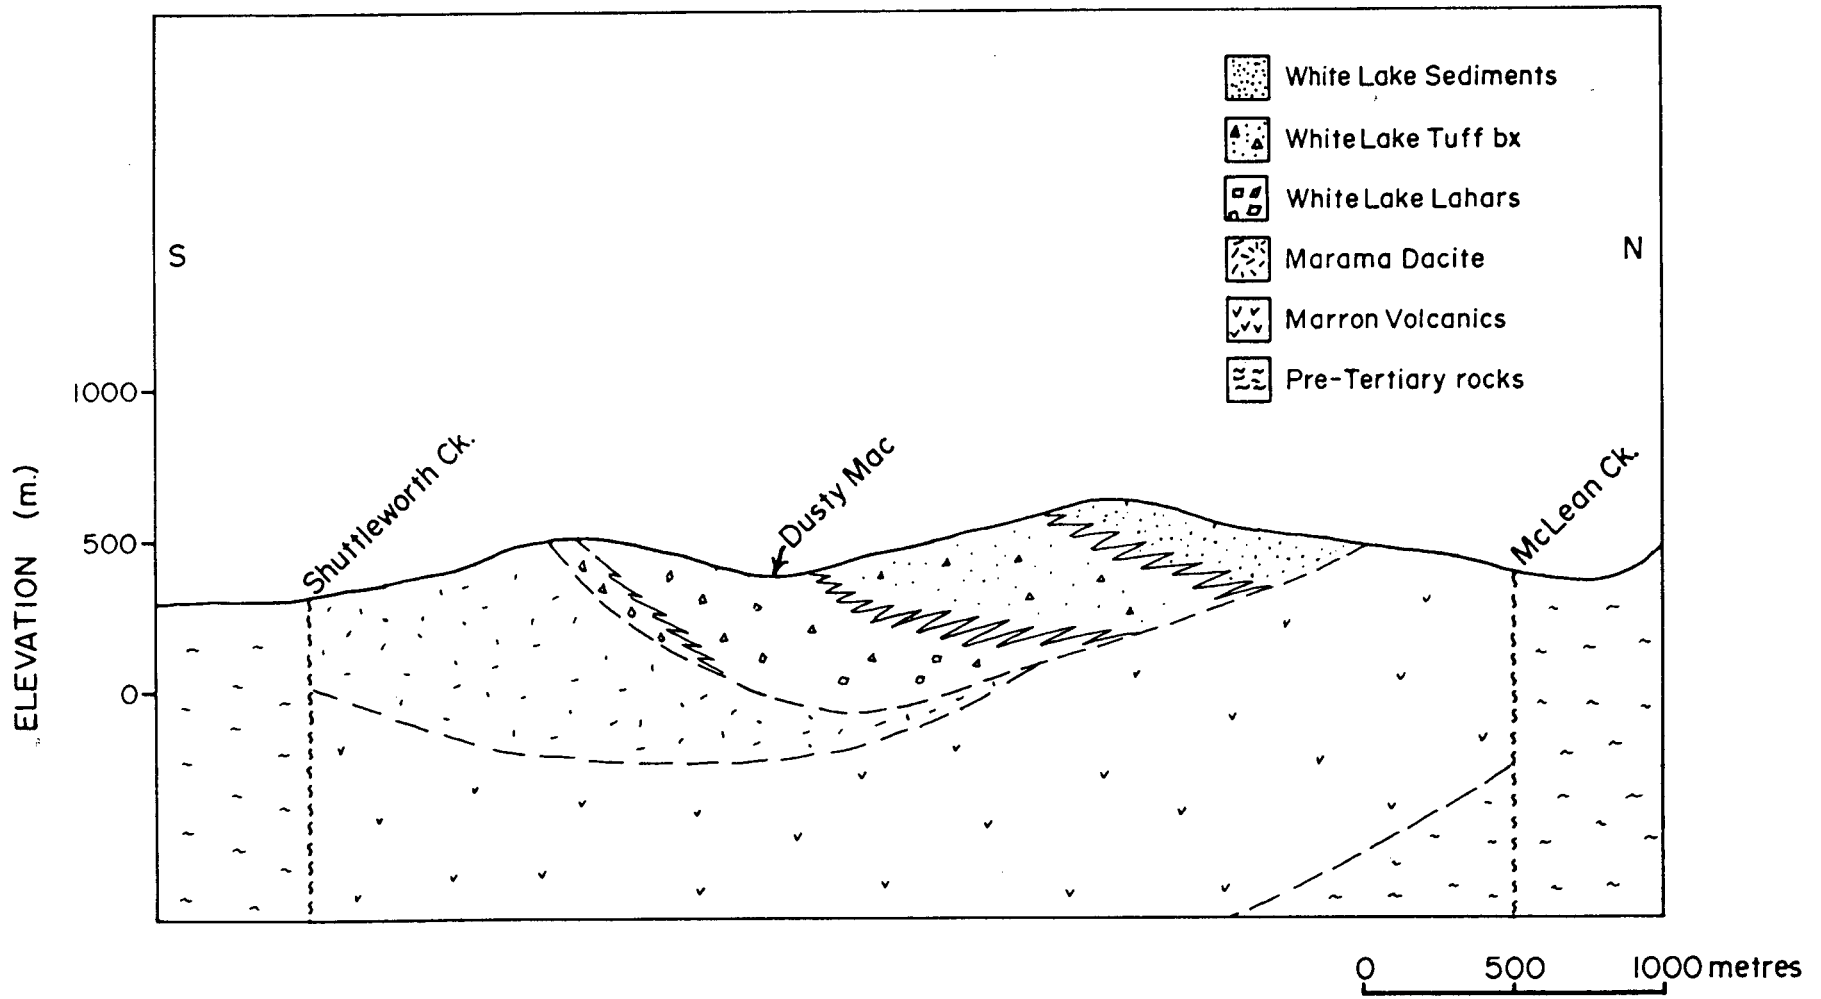 White Lake Sediments
White Lake Tuff bx
White Lake Lahars
S
N
Marama Dacite
Marron Volcanics
Pre-Tertiary rocks
1000
Shuttleworth Ck.
Dusty Mac
McLean Ck.
ELEVATION (m.)
500
0
0 500 1000 metres